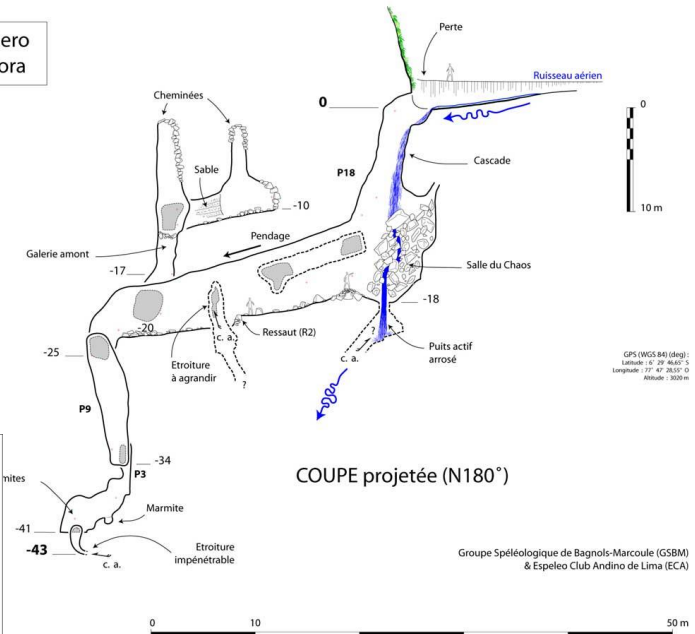 ero
ora
Perte
Ruisseau aérien
Cheminées
0
0
Cascade
Sable
P18
10 m
-10
Pendage
Galerie amont
Salle du Chaos
-17
-18
-20
Ressaut (R2)
?
c. a.
Puits actif
arrosé
-25
Etroiture
à agrandir
c. a.
?
GPS (WGS 84) (deg) :
Latitude : 6° 29' 46,65" S
Longitude : 77° 47' 28,55" O
Altitude : 3020 m
P9
-34
P3
COUPE projetée (N180°)
mites
Marmite
-41
-43
Etroiture
impénétrable
c. a.
Groupe Spéléologique de Bagnols-Marcoule (GSBM)
& Espeleo Club Andino de Lima (ECA)
0 10 50 m